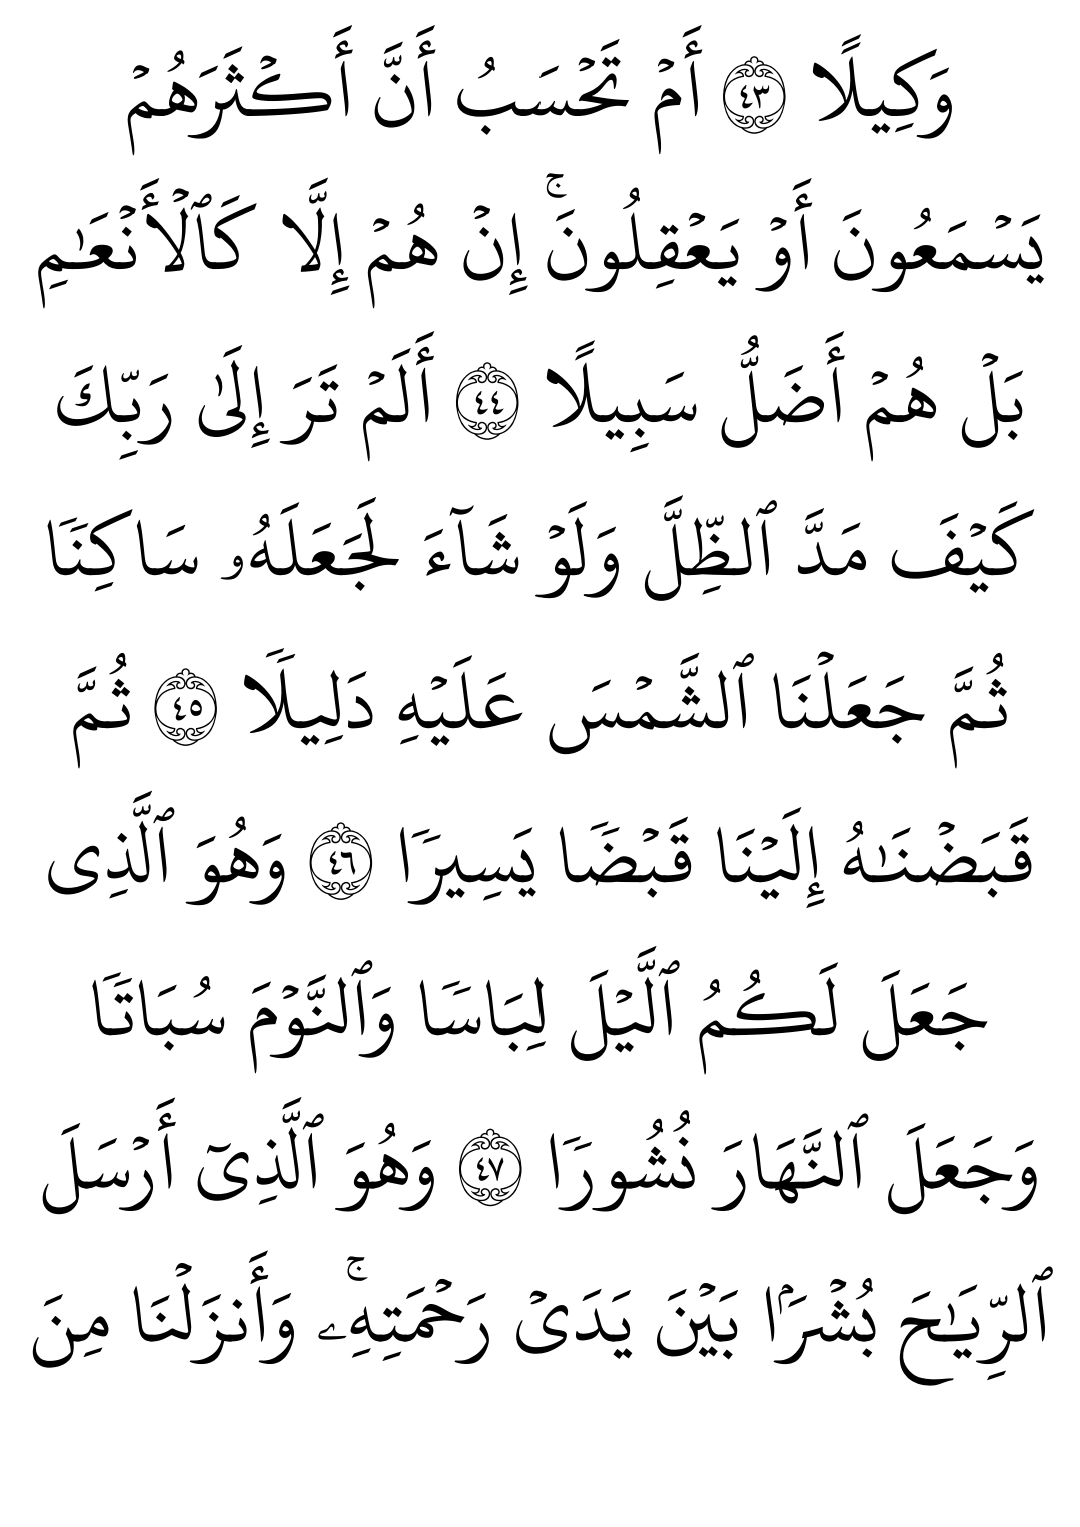 وَكِيلًا ٤٣ أَمۡ تَحۡسَبُ أَنَّ أَكۡثَرَهُمۡ
يَسۡمَعُونَ أَوۡ يَعۡقِلُونَۚ إِنۡ هُمۡ إِلَّا كَٱلۡأَنۡعَٰمِ
بَلۡ هُمۡ أَضَلُّ سَبِيلًا ٤٤ أَلَمۡ تَرَ إِلَىٰ رَبِّكَ
كَيۡفَ مَدَّ ٱلظِّلَّ وَلَوۡ شَآءَ لَجَعَلَهُۥ سَاكِنٗا
ثُمَّ جَعَلۡنَا ٱلشَّمۡسَ عَلَيۡهِ دَلِيلٗا ٤٥ ثُمَّ
قَبَضۡنَٰهُ إِلَيۡنَا قَبۡضٗا يَسِيرٗا ٤٦ وَهُوَ ٱلَّذِي
جَعَلَ لَكُمُ ٱلَّيۡلَ لِبَاسٗا وَٱلنَّوۡمَ سُبَاتٗا
وَجَعَلَ ٱلنَّهَارَ نُشُورٗا ٤٧ وَهُوَ ٱلَّذِيٓ أَرۡسَلَ
ٱلرِّيَٰحَ بُشۡرَۢا بَيۡنَ يَدَيۡ رَحۡمَتِهِۦۚ وَأَنزَلۡنَا مِنَ